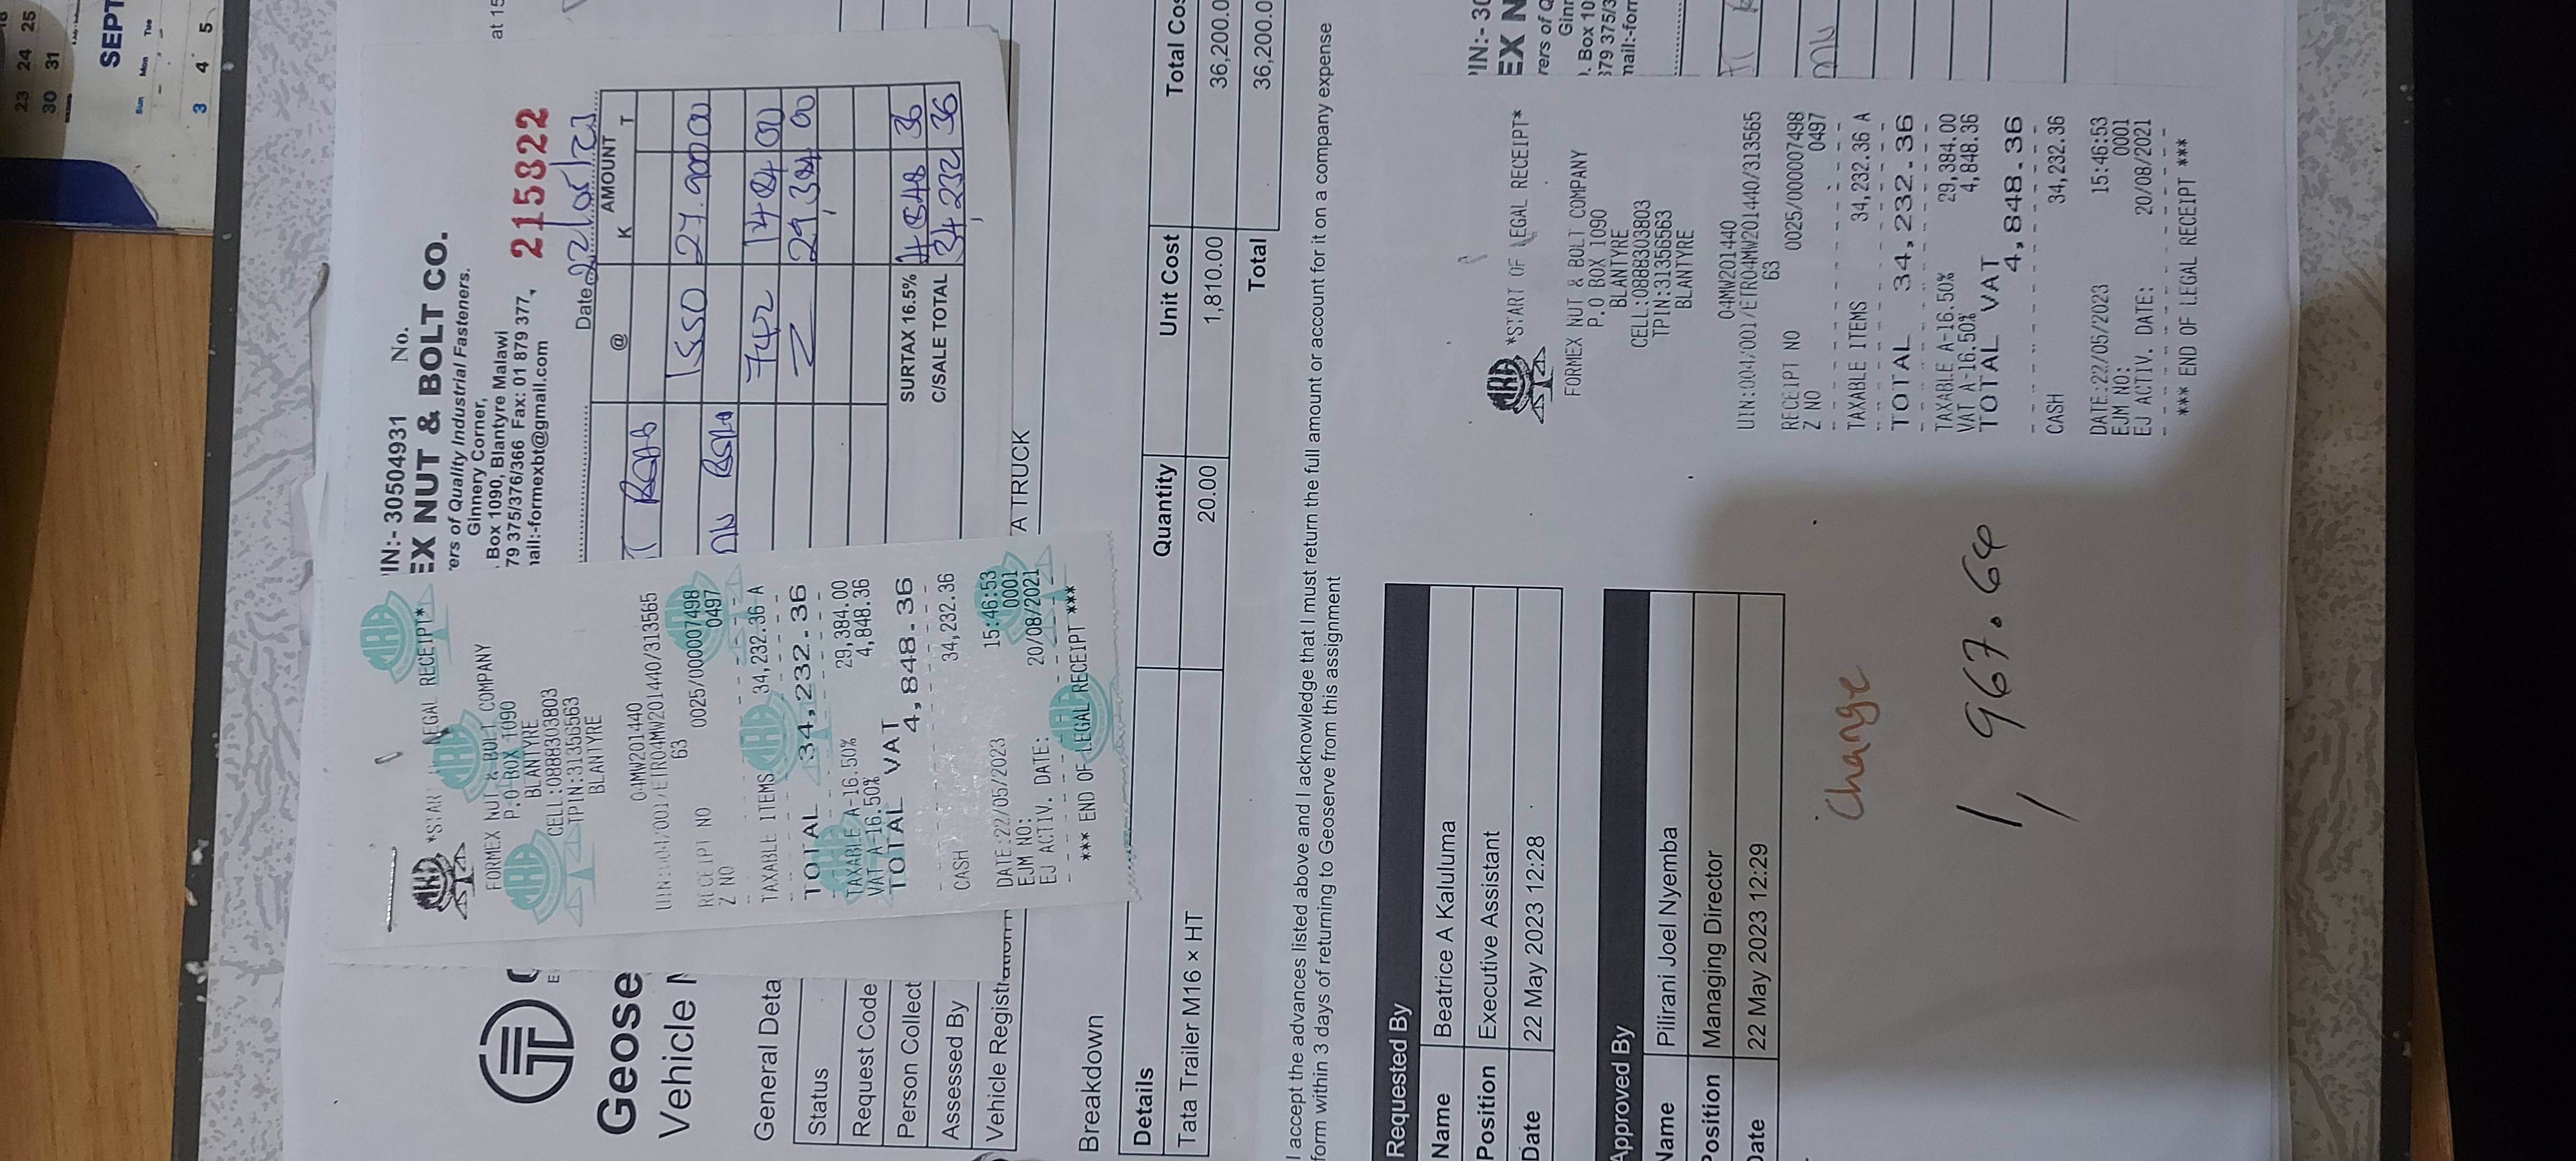 23 24 25
30 31
SEPT
Sun Mon Tue
3 4 5
MRA
*START LEGAL RECEIPT*
FORMEX NUT & BOLT COMPANY
P.O BOX 1090
BLANTYRE
CELL:0888303803
TPIN:31356563
BLANTYRE
04MW201440
UIN:004/001/ETR04MW201440/313565
63
RECEIPT NO 0025/000007498
Z NO 0497
TAXABLE ITEMS 34,232.36 A
TOTAL 34,232.36
TAXABLE A-16.50% 29,384.00
VAT A-16.50% 4,848.36
TOTAL VAT
4,848.36
CASH 34,232.36
DATE:22/05/2023 15:46:53
EJM NO: 0001
EJ ACTIV. DATE: 20/08/2021
*** END OF LEGAL RECEIPT ***
PIN:- 30504931 No.
EX NUT & BOLT CO.
ers of Quality Industrial Fasteners.
Ginnery Corner,
. Box 1090, Blantyre Malawi
79 375/376/366 Fax: 01 879 377,
mail:-formexbt@gmail.com
215822
Date 22/05/23
@ AMOUNT
K T
1550 27.900 00
742 1484 00
29,384 00
SURTAX 16.5% 4848 36
C/SALE TOTAL 34,232 36
at 15
Geose
Vehicle
General Deta
Status
Request Code
Person Collect
Assessed By
Vehicle Registration
A TRUCK
Breakdown
Details Quantity Unit Cost Total Cos
Tata Trailer M16 × HT 20.00 1,810.00 36,200.0
Total 36,200.0
I accept the advances listed above and I acknowledge that I must return the full amount or account for it on a company expense
form within 3 days of returning to Geoserve from this assignment
Requested By
Name Beatrice A Kaluluma
Position Executive Assistant
Date 22 May 2023 12:28
Approved By
Name Pilirani Joel Nyemba
Position Managing Director
Date 22 May 2023 12:29
Change
1,967.64
MRA
*START OF LEGAL RECEIPT*
FORMEX NUT & BOLT COMPANY
P.O BOX 1090
BLANTYRE
CELL:0888303803
TPIN:31356563
BLANTYRE
04MW201440
UIN:004/001/ETR04MW201440/313565
63
RECEIPT NO 0025/000007498
Z NO 0497
TAXABLE ITEMS 34,232.36 A
TOTAL 34,232.36
TAXABLE A-16.50% 29,384.00
VAT A-16.50% 4,848.36
TOTAL VAT
4,848.36
CASH 34,232.36
DATE:22/05/2023 15:46:53
EJM NO: 0001
EJ ACTIV. DATE: 20/08/2021
*** END OF LEGAL RECEIPT ***
PIN:- 30
EX N
rers of Q
Ginn
. Box 10
879 375/3
mail:-forr